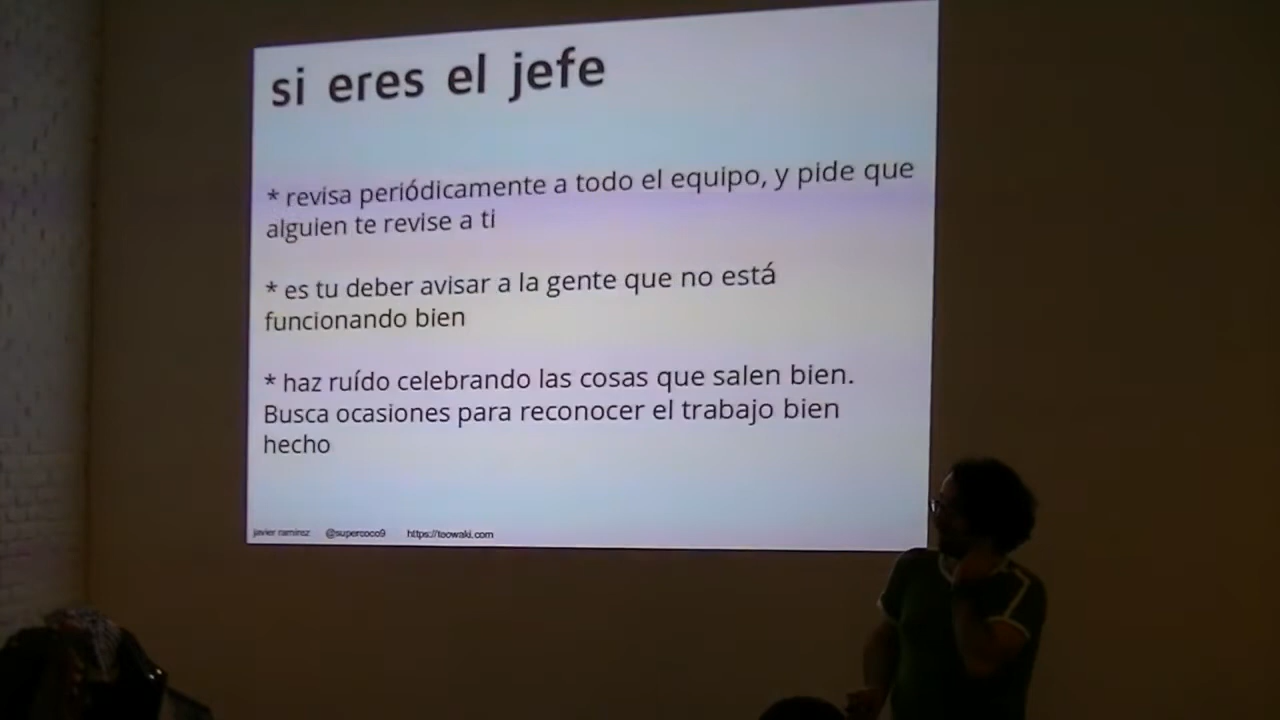 si eres el jefe
* revisa periódicamente a todo el equipo, y pide que
alguien te revise a ti
* es tu deber avisar a la gente que no está
funcionando bien
* haz ruído celebrando las cosas que salen bien.
Busca ocasiones para reconocer el trabajo bien
hecho
javier ramirez @supercoco9 https://teowaki.com